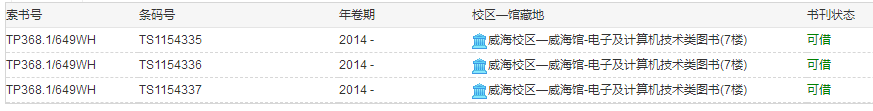 索书号 条码号 年卷期 校区—馆藏地 书刊状态
TP368.1/649WH TS1154335 2014 - 威海校区—威海馆-电子及计算机技术类图书(7楼) 可借
TP368.1/649WH TS1154336 2014 - 威海校区—威海馆-电子及计算机技术类图书(7楼) 可借
TP368.1/649WH TS1154337 2014 - 威海校区—威海馆-电子及计算机技术类图书(7楼) 可借